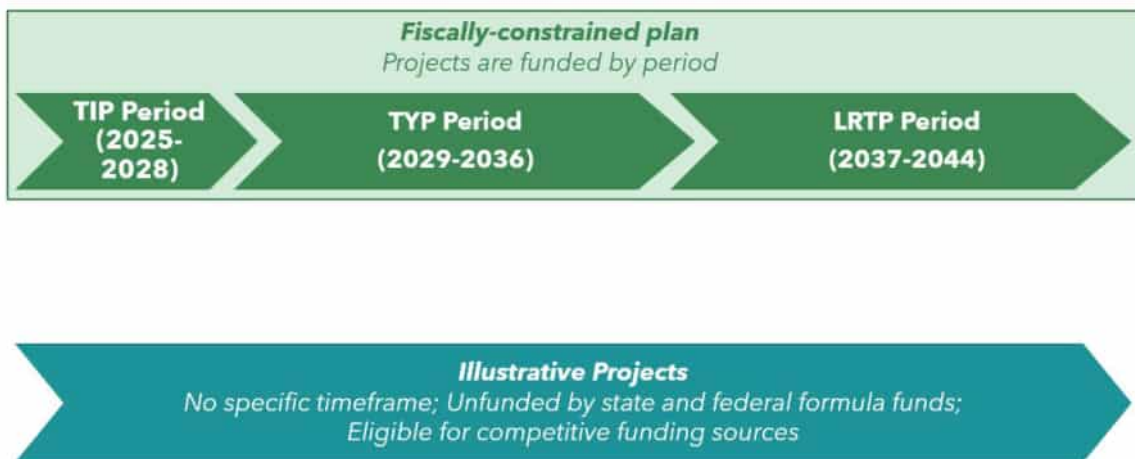 Fiscally-constrained plan
Projects are funded by period
TIP Period
(2025-
2028)
TYP Period
(2029-2036)
LRTP Period
(2037-2044)
Illustrative Projects
No specific timeframe; Unfunded by state and federal formula funds;
Eligible for competitive funding sources